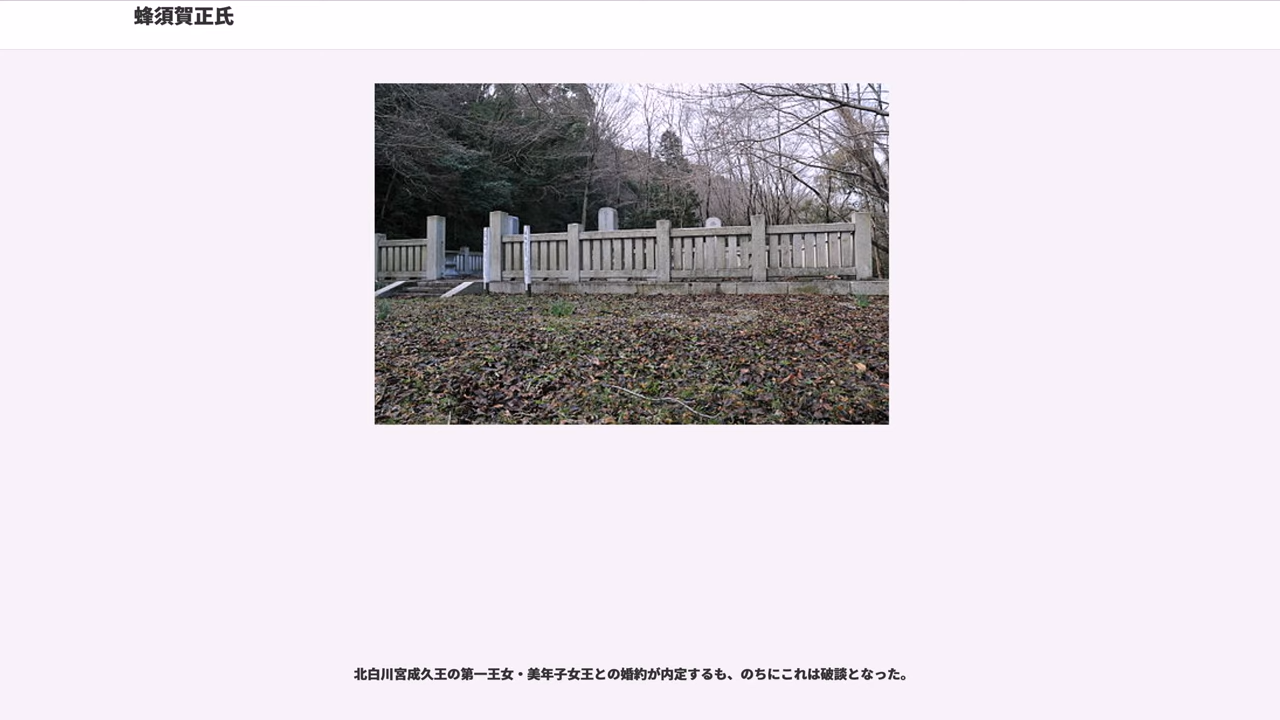 蜂須賀正氏
北白川宮成久王の第一王女・美年子女王との婚約が内定するも、のちにこれは破談となった。